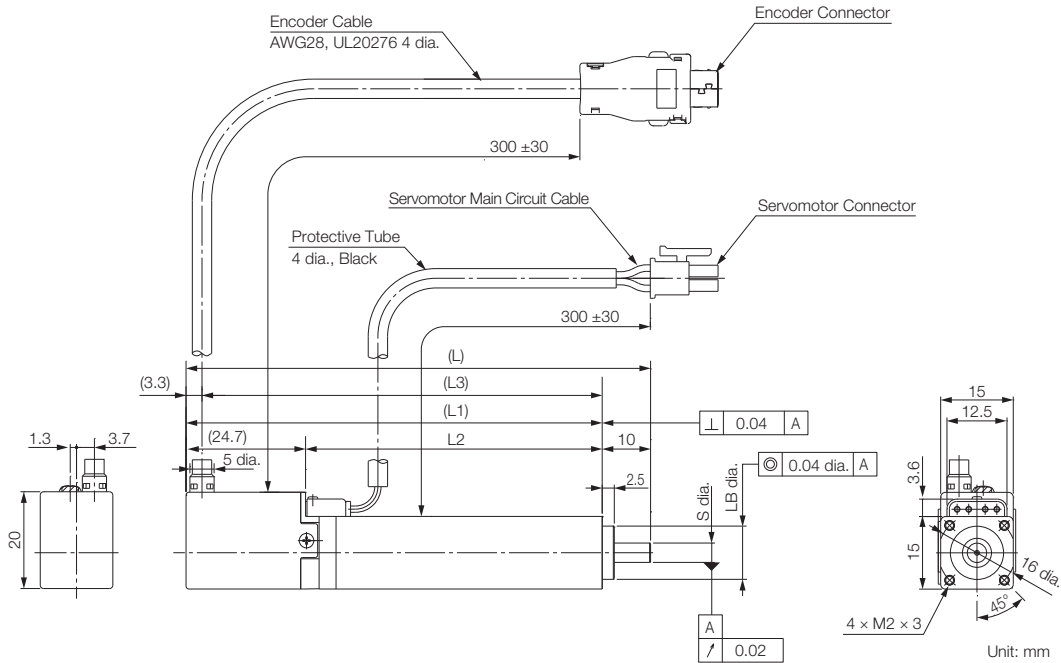 Encoder Cable
AWG28, UL20276 4 dia.
Encoder Connector
300 ±30
Servomotor Main Circuit Cable
Servomotor Connector
Protective Tube
4 dia., Black
300 ±30
(L)
(3.3)
(L3)
(L1)
⊥ 0.04 A
15
12.5
1.3
3.7
(24.7)
L2
10
5 dia.
2.5
S dia.
LB dia.
◎ 0.04 dia. A
3.6
20
15
16 dia.
45°
4 × M2 × 3
A
↗ 0.02
Unit: mm